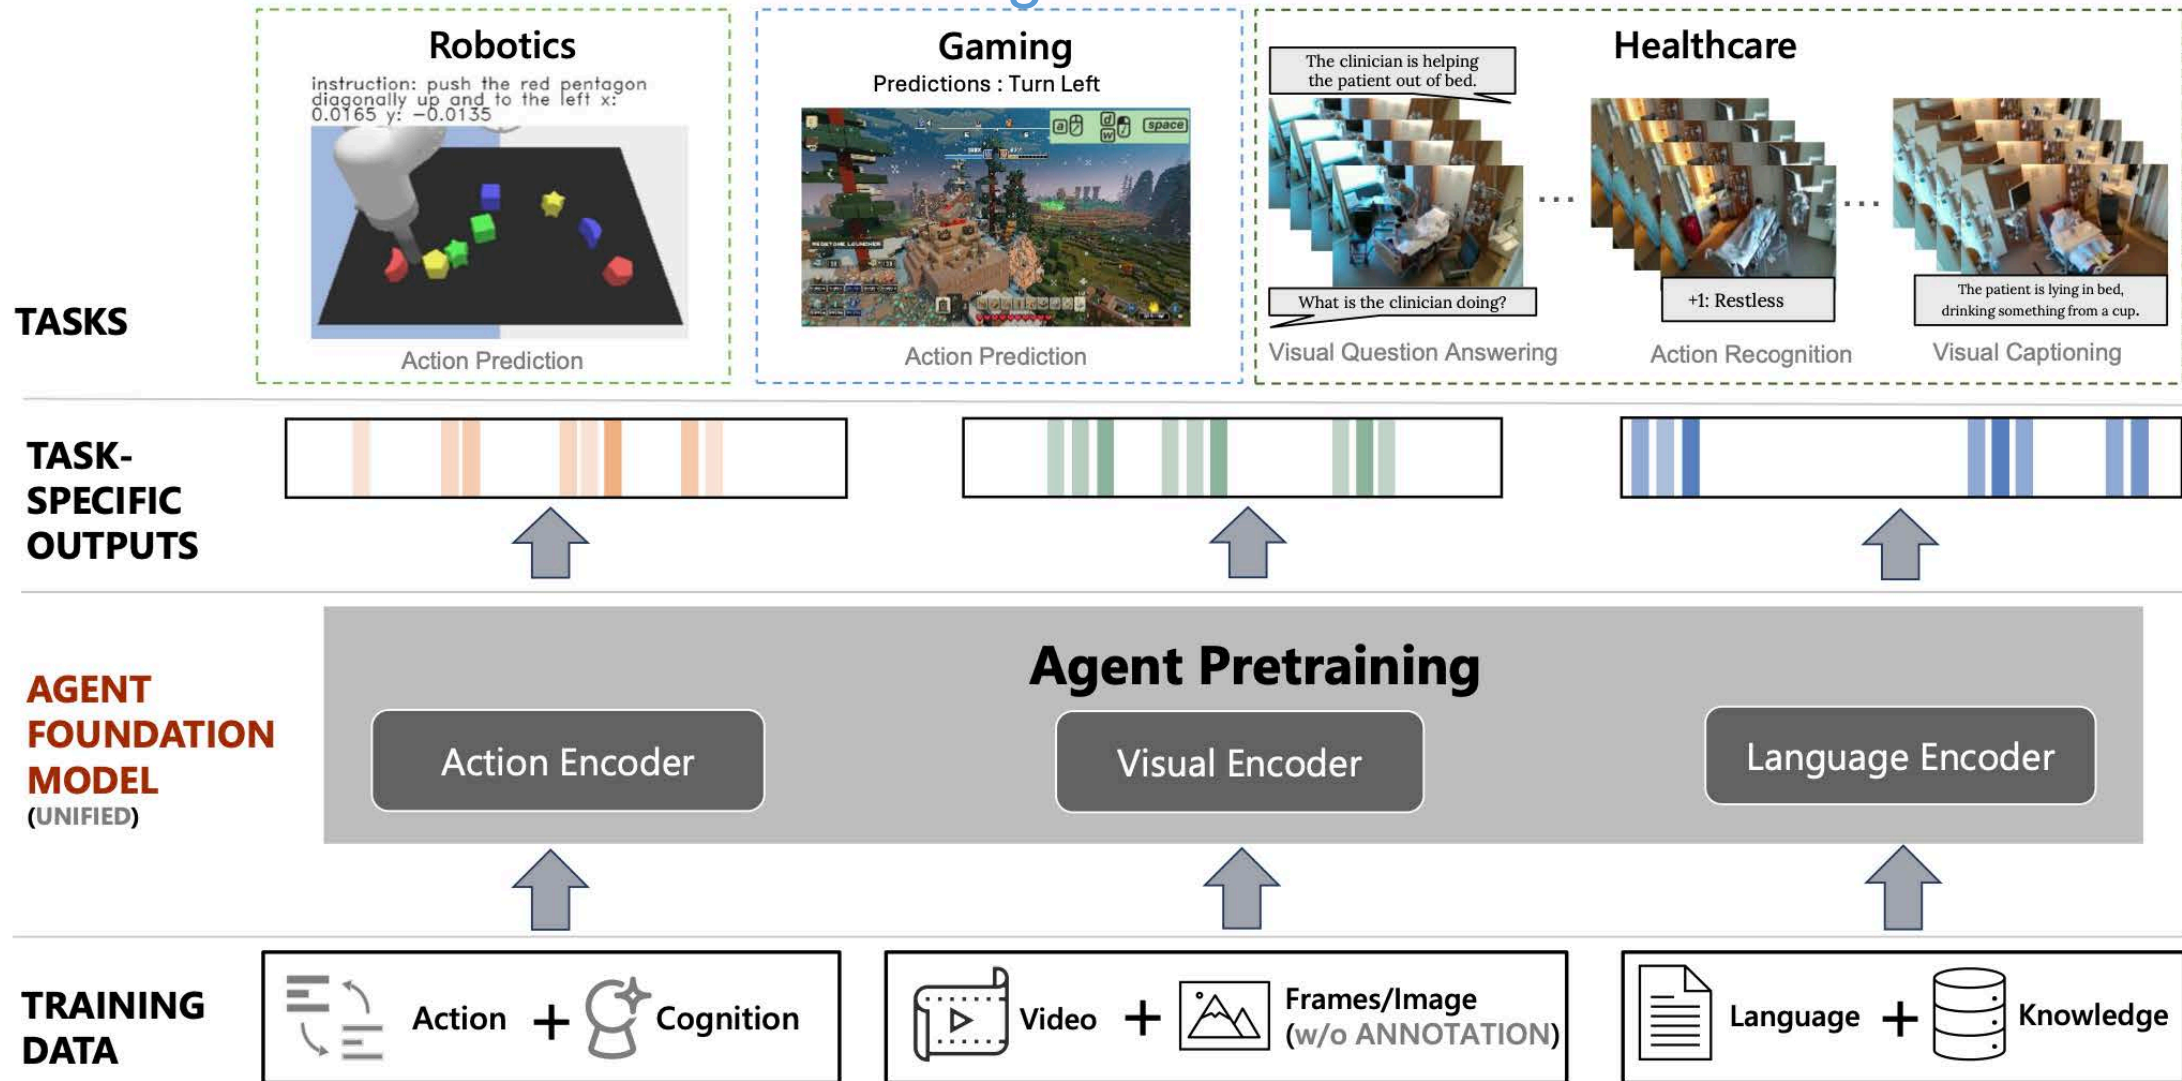 Robotics
instruction: push the red pentagon
diagonally up and to the left x:
0.0165 y: -0.0135
Action Prediction
Gaming
Predictions : Turn Left
a
d
w
space
REDSTONE LAUNCHER
Action Prediction
Healthcare
The clinician is helping
the patient out of bed.
What is the clinician doing?
Visual Question Answering
...
+1: Restless
Action Recognition
...
The patient is lying in bed,
drinking something from a cup.
Visual Captioning
TASKS
TASK-
SPECIFIC
OUTPUTS
AGENT
FOUNDATION
MODEL
(UNIFIED)
Agent Pretraining
Action Encoder
Visual Encoder
Language Encoder
TRAINING
DATA
Action + Cognition
Video + Frames/Image
(w/o ANNOTATION)
Language + Knowledge